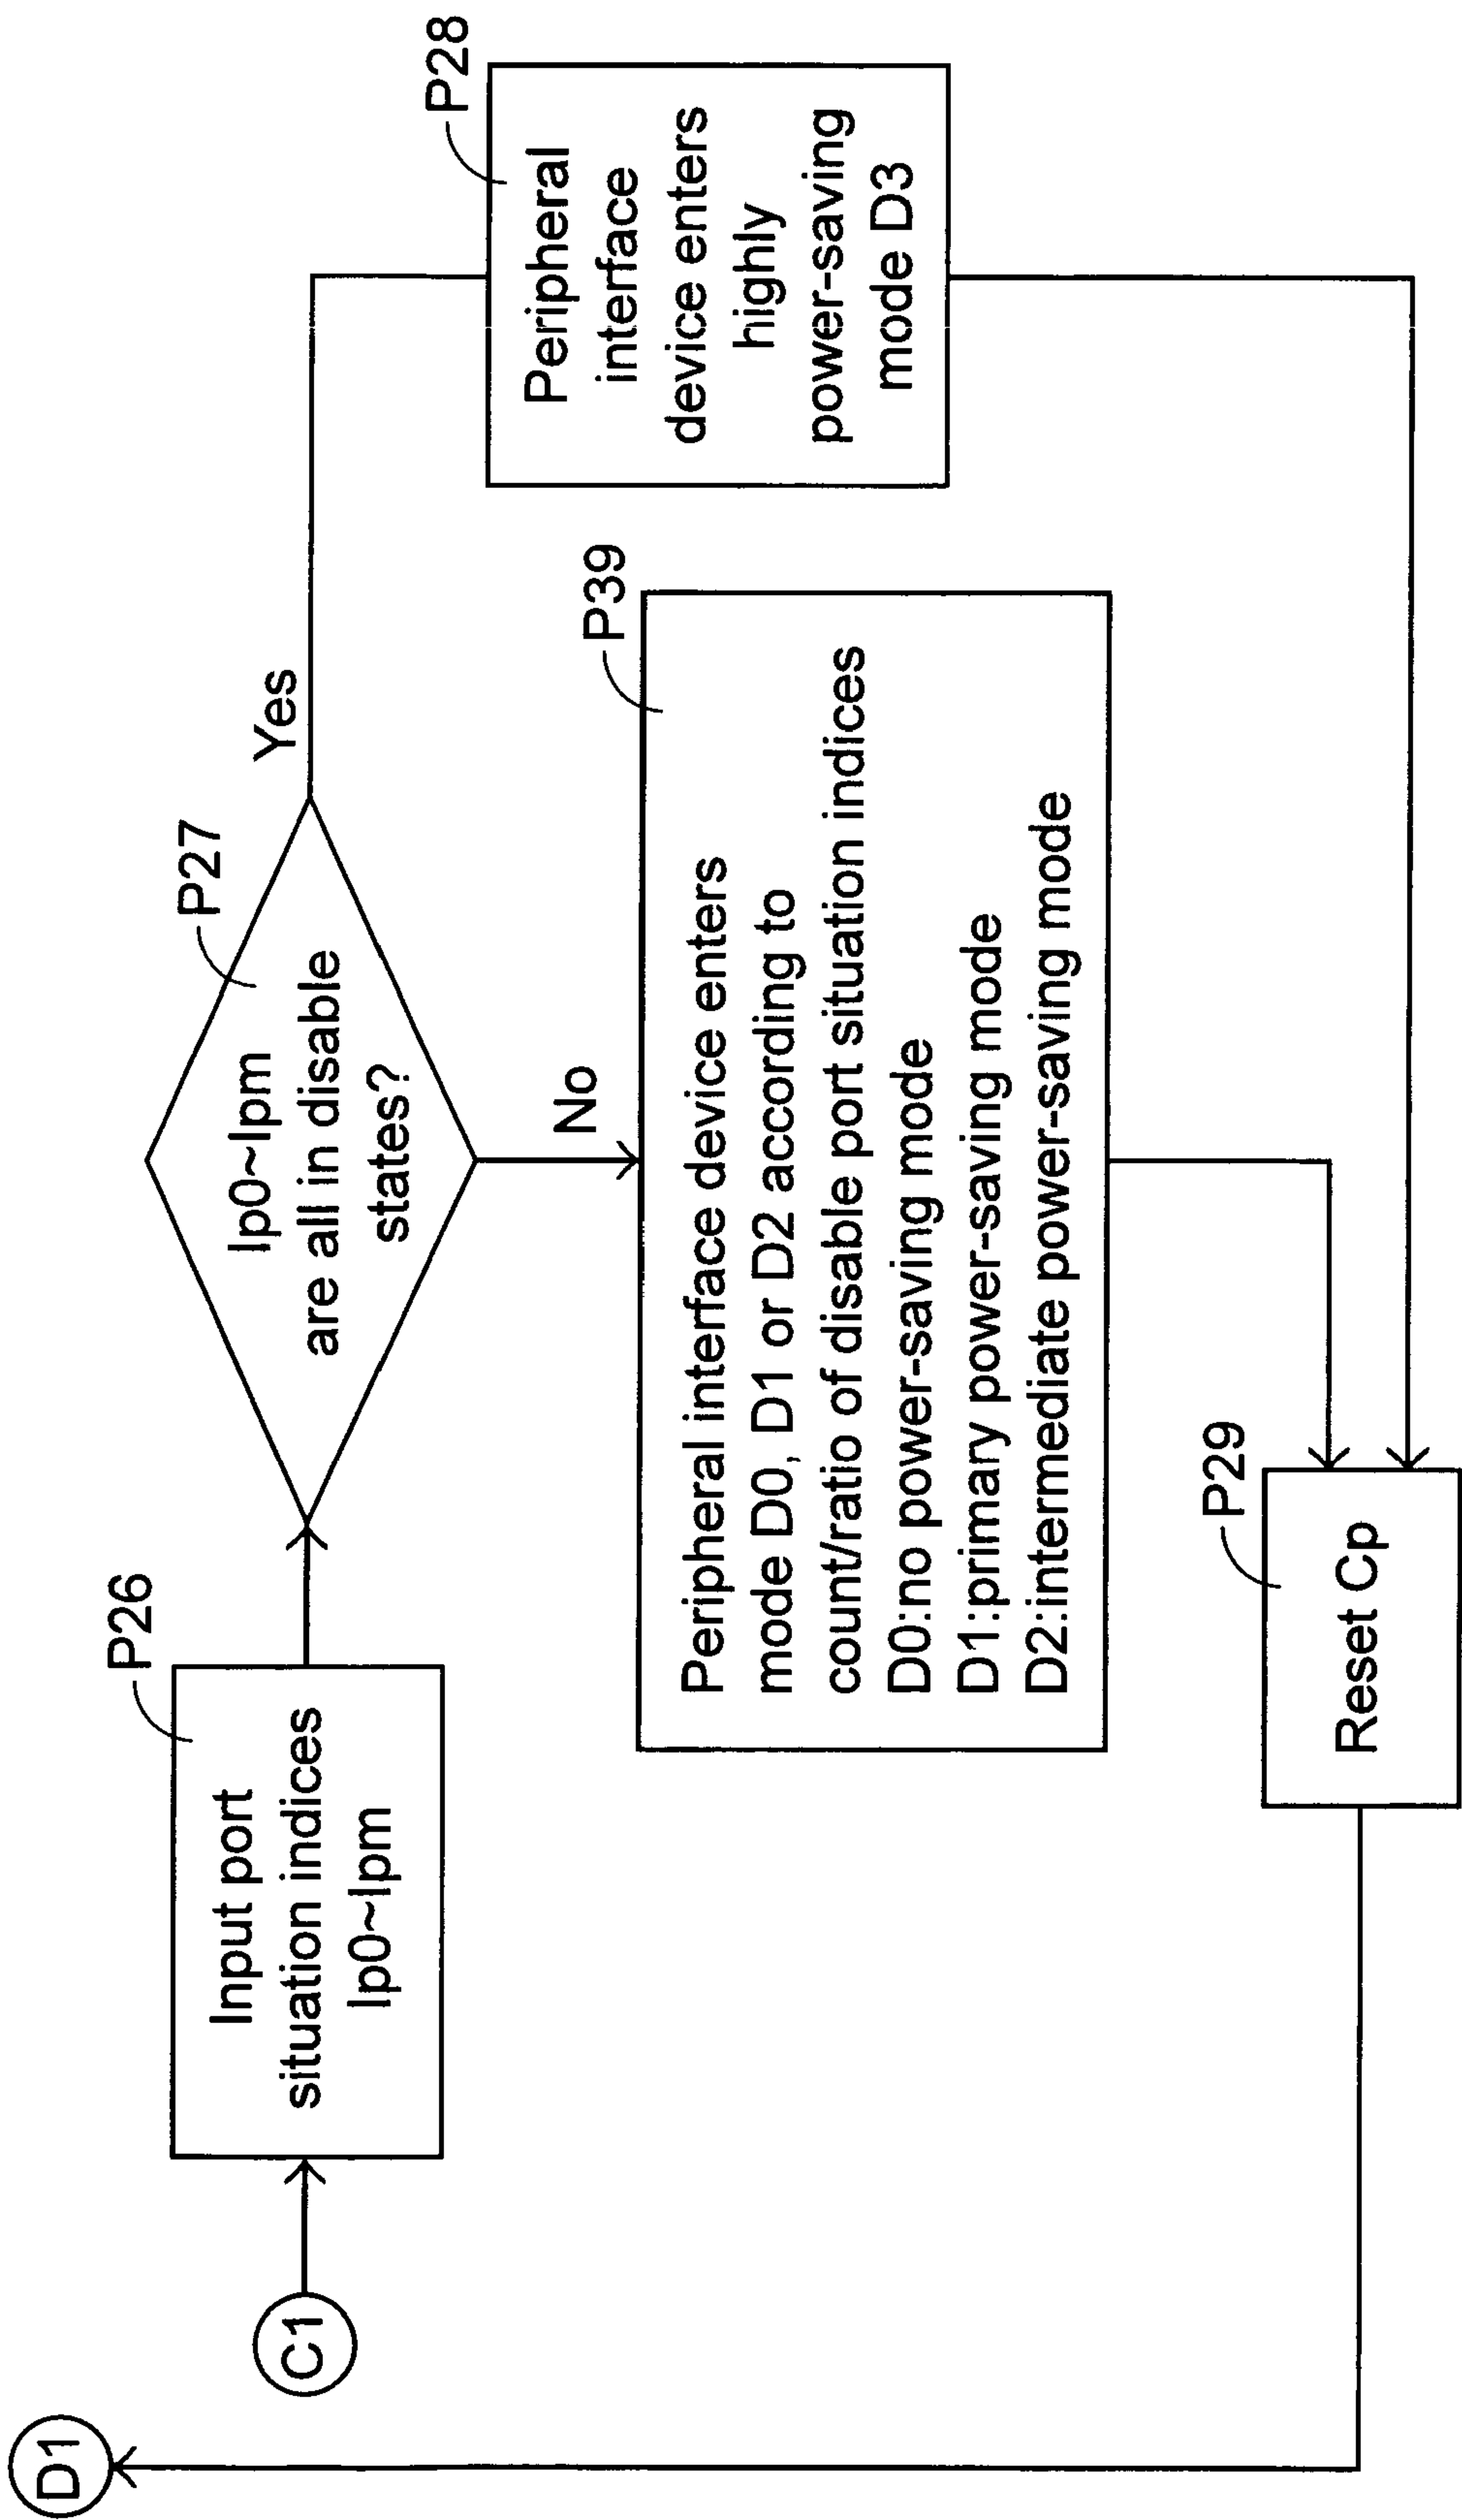 D1
C1
P26
Input port
situation indices
Ip0~Ipm
P27
Ip0~Ipm
are all in disable
states?
Yes
No
P28
Peripheral
interface
device enters
highly
power-saving
mode D3
P39
Peripheral interface device enters
mode D0, D1 or D2 according to
count/ratio of disable port situation indices
D0:no power-saving mode
D1:primary power-saving mode
D2:intermediate power-saving mode
P29
Reset Cp